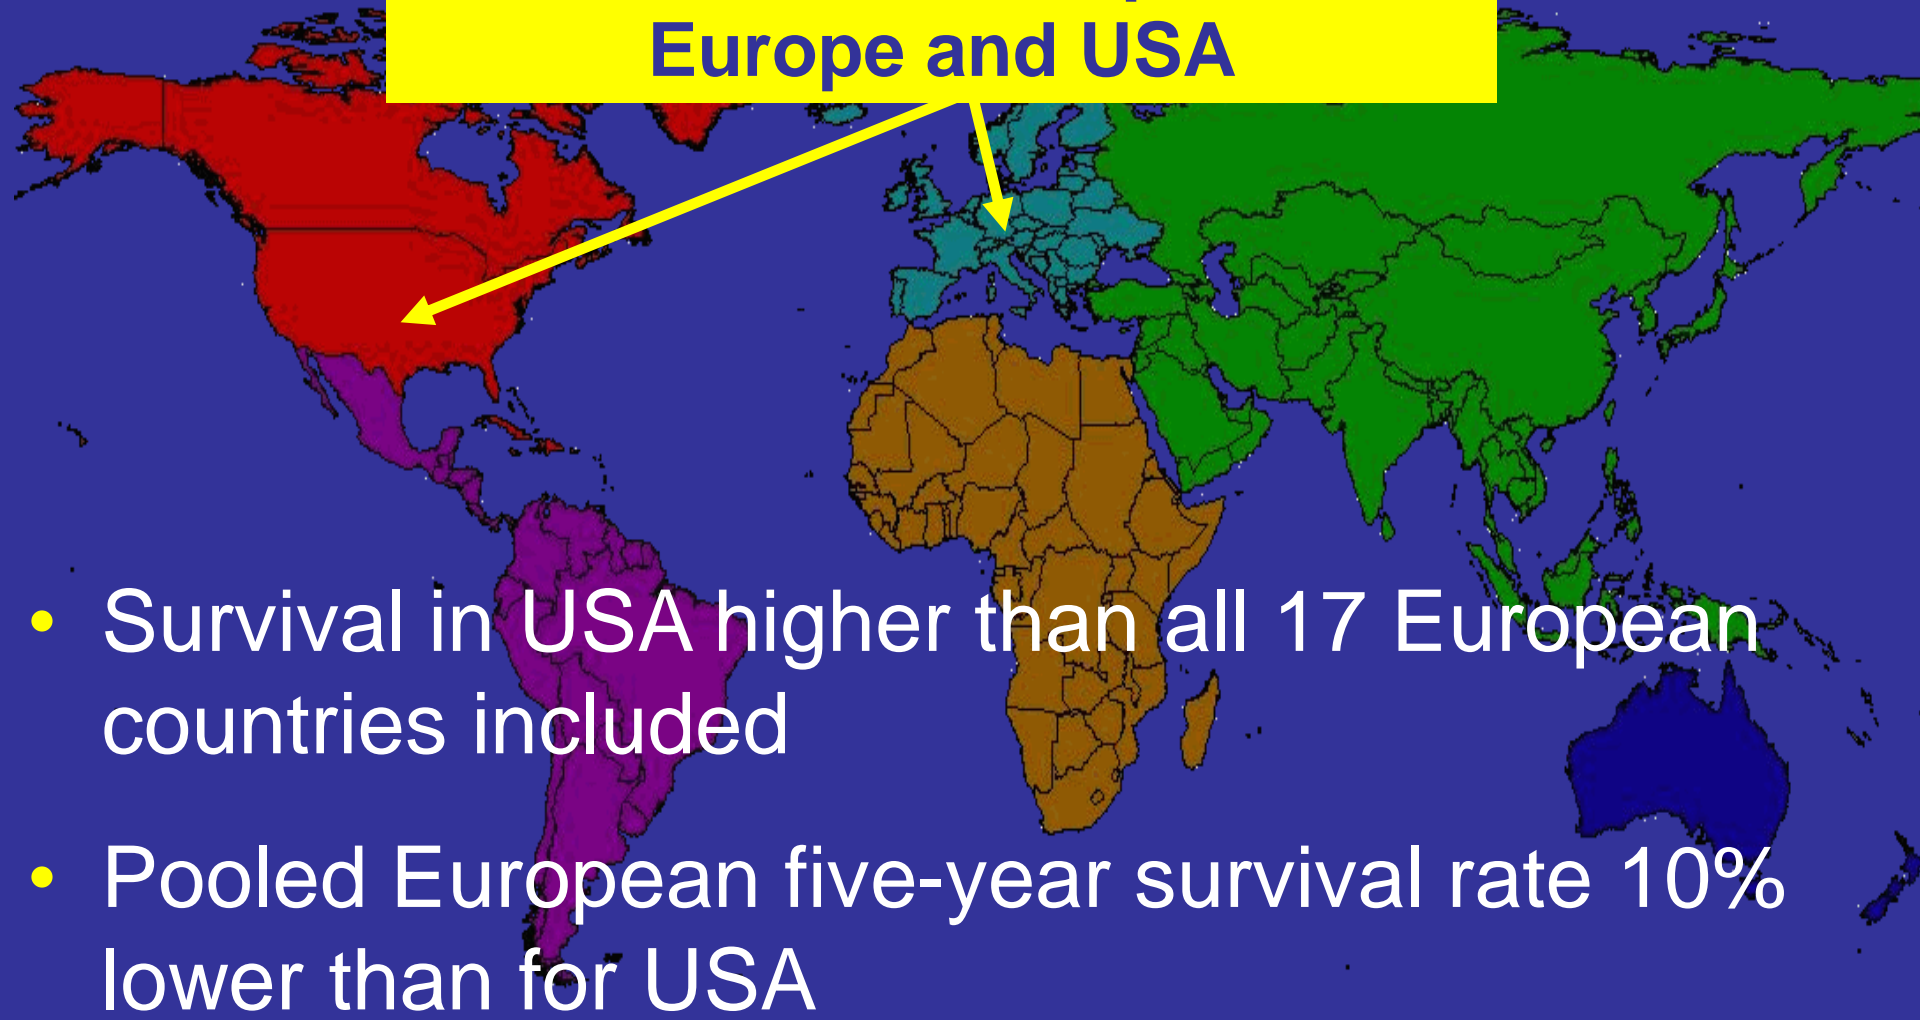 Europe and USA
• Survival in USA higher than all 17 European
countries included
• Pooled European five-year survival rate 10%
lower than for USA